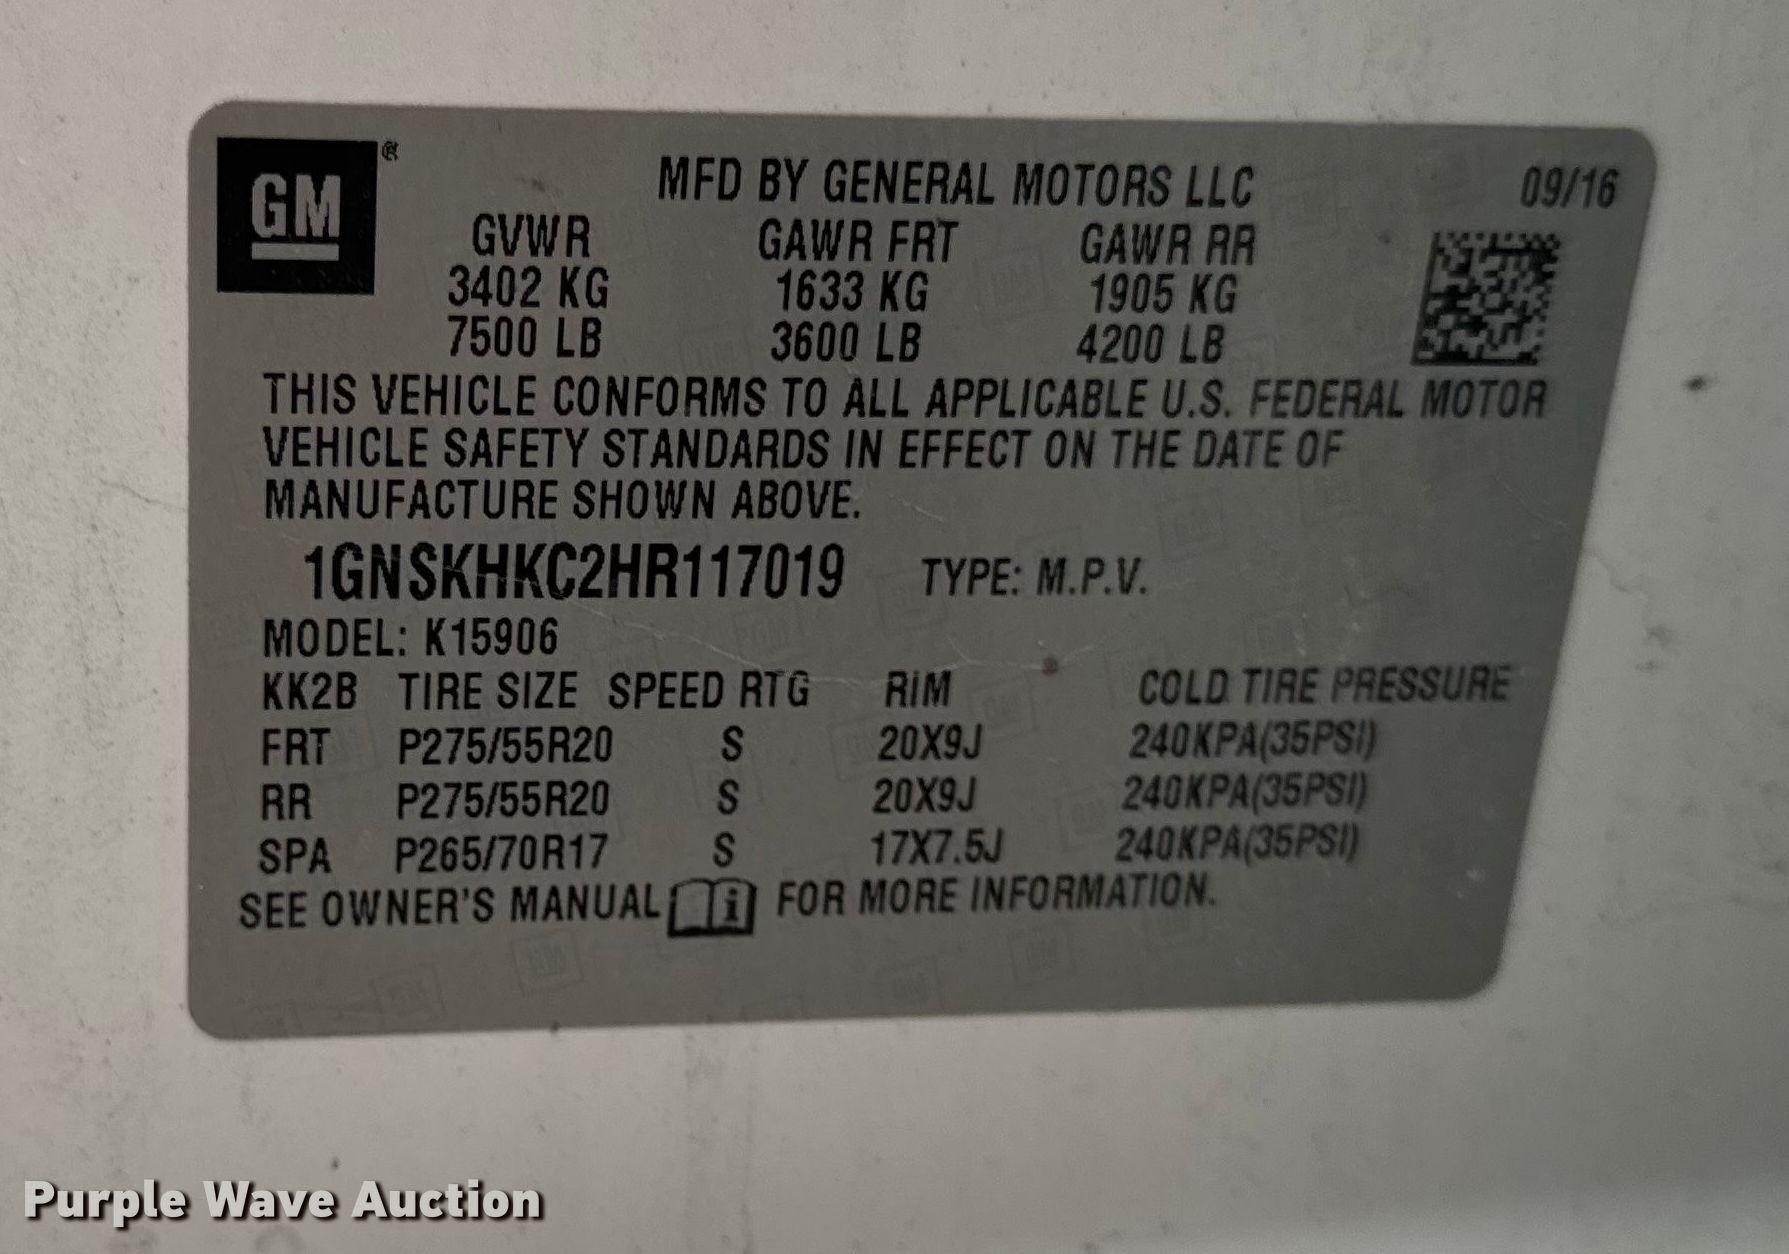 GM ®
MFD BY GENERAL MOTORS LLC 09/16
GVWR GAWR FRT GAWR RR
3402 KG 1633 KG 1905 KG
7500 LB 3600 LB 4200 LB
THIS VEHICLE CONFORMS TO ALL APPLICABLE U.S. FEDERAL MOTOR
VEHICLE SAFETY STANDARDS IN EFFECT ON THE DATE OF
MANUFACTURE SHOWN ABOVE.
1GNSKHKC2HR117019 TYPE: M.P.V.
MODEL: K15906
KK2B TIRE SIZE SPEED RTG RIM COLD TIRE PRESSURE
FRT P275/55R20 S 20X9J 240KPA(35PSI)
RR P275/55R20 S 20X9J 240KPA(35PSI)
SPA P265/70R17 S 17X7.5J 240KPA(35PSI)
SEE OWNER'S MANUAL i FOR MORE INFORMATION.
Purple Wave Auction